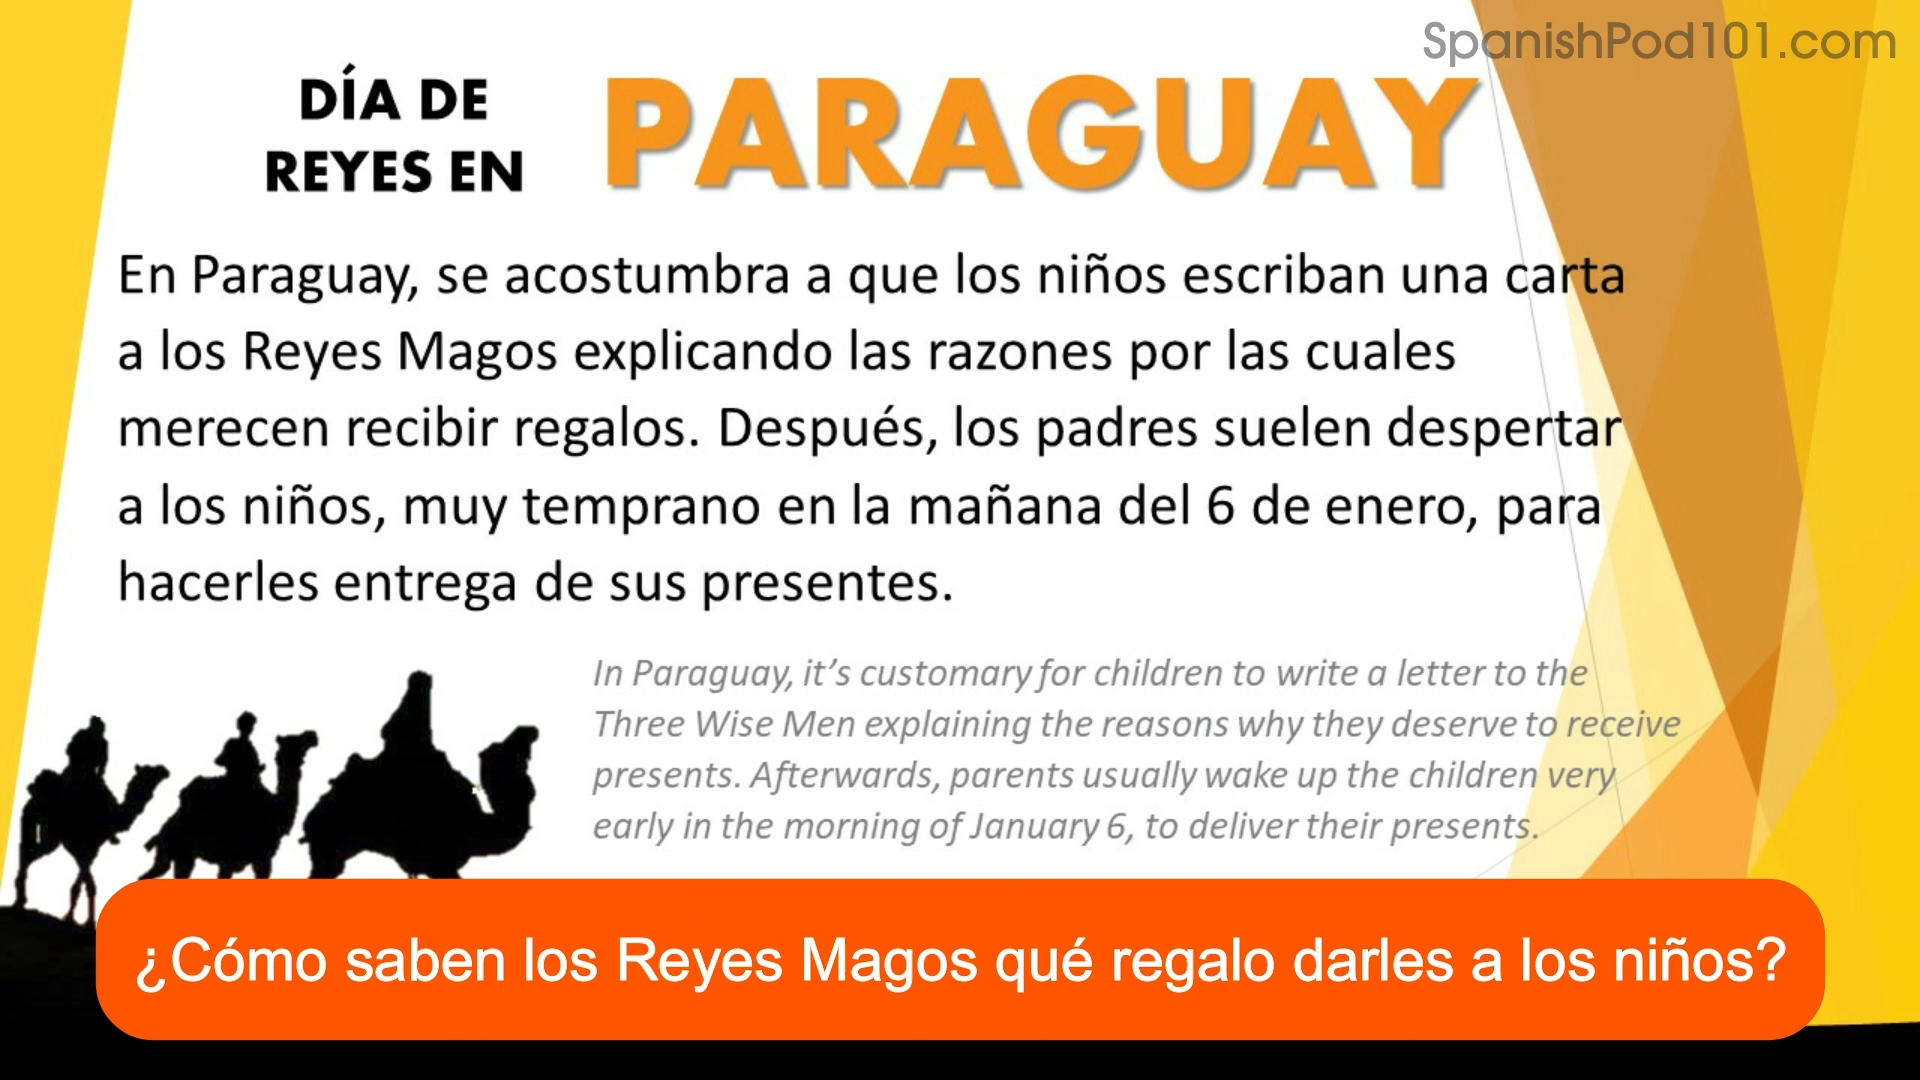 SpanishPod101.com
DÍA DE
REYES EN
PARAGUAY
En Paraguay, se acostumbra a que los niños escriban una carta
a los Reyes Magos explicando las razones por las cuales
merecen recibir regalos. Después, los padres suelen despertar
a los niños, muy temprano en la mañana del 6 de enero, para
hacerles entrega de sus presentes.
In Paraguay, it’s customary for children to write a letter to the
Three Wise Men explaining the reasons why they deserve to receive
presents. Afterwards, parents usually wake up the children very
early in the morning of January 6, to deliver their presents.
¿Cómo saben los Reyes Magos qué regalo darles a los niños?